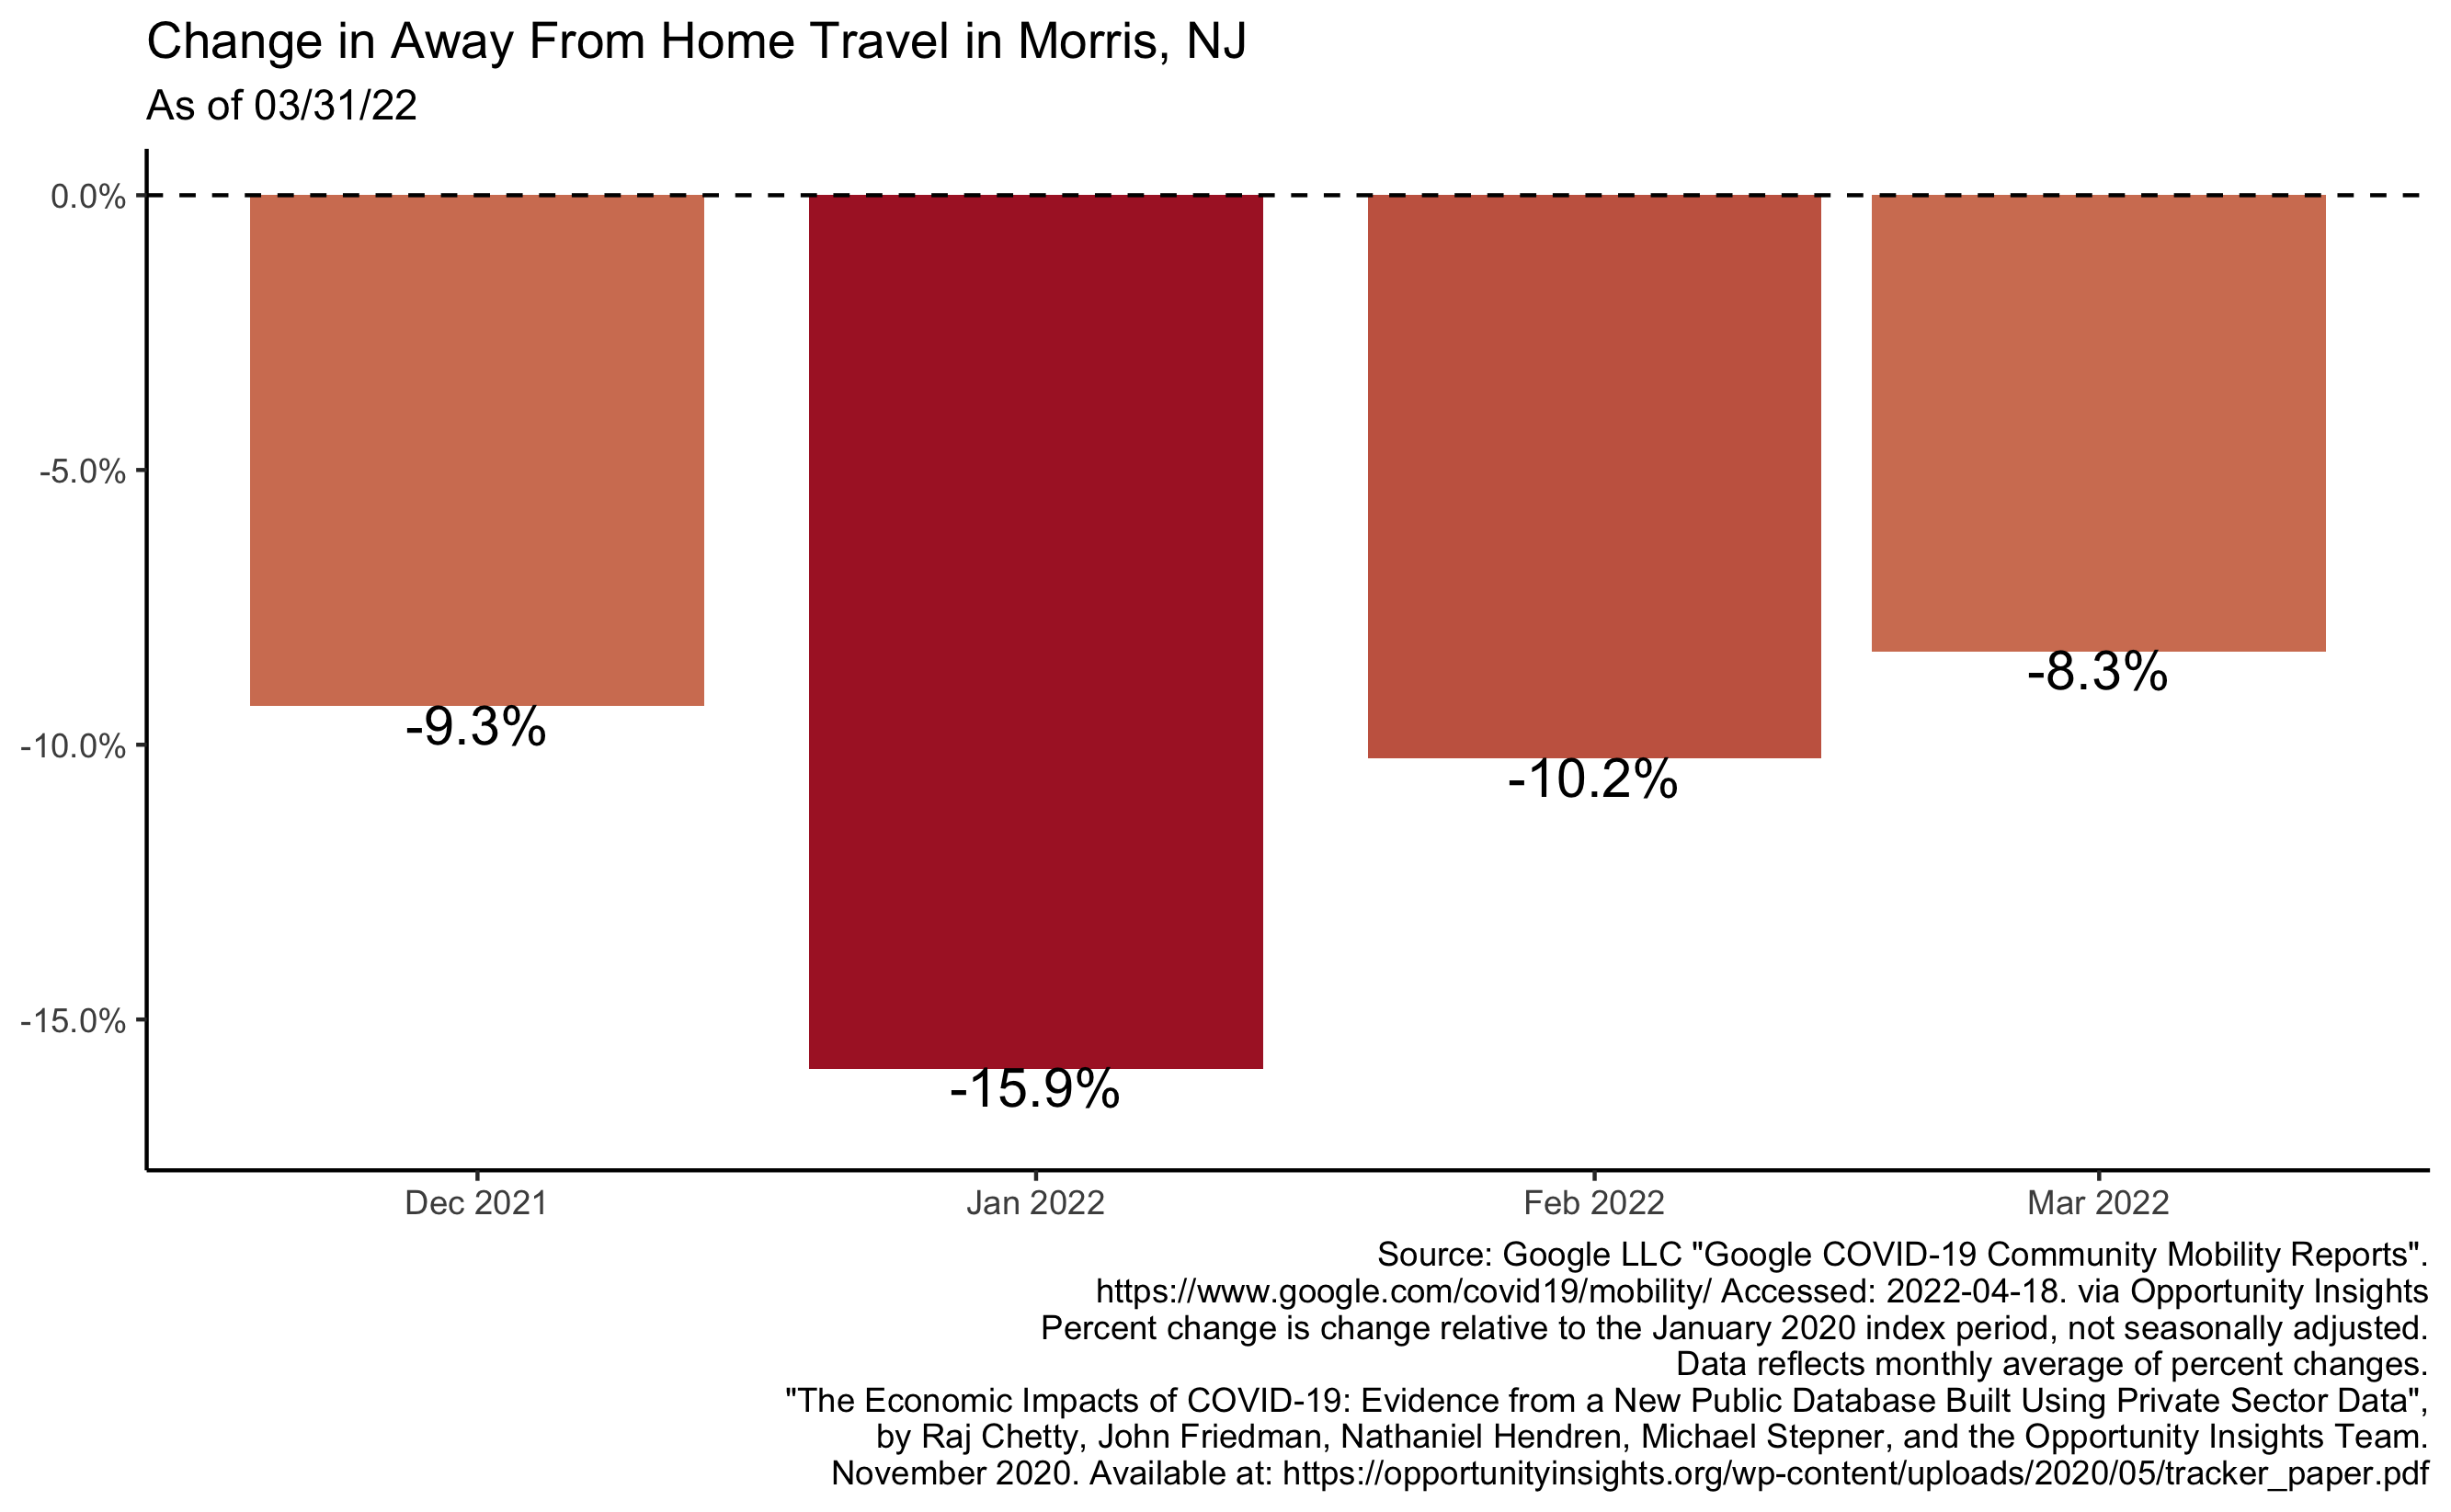 Change in Away From Home Travel in Morris, NJ
As of 03/31/22
0.0%
-5.0%
-10.0%
-15.0%
-9.3%
-15.9%
-10.2%
-8.3%
Dec 2021
Jan 2022
Feb 2022
Mar 2022
Source: Google LLC "Google COVID-19 Community Mobility Reports".
https://www.google.com/covid19/mobility/ Accessed: 2022-04-18. via Opportunity Insights
Percent change is change relative to the January 2020 index period, not seasonally adjusted.
Data reflects monthly average of percent changes.
"The Economic Impacts of COVID-19: Evidence from a New Public Database Built Using Private Sector Data",
by Raj Chetty, John Friedman, Nathaniel Hendren, Michael Stepner, and the Opportunity Insights Team.
November 2020. Available at: https://opportunityinsights.org/wp-content/uploads/2020/05/tracker_paper.pdf